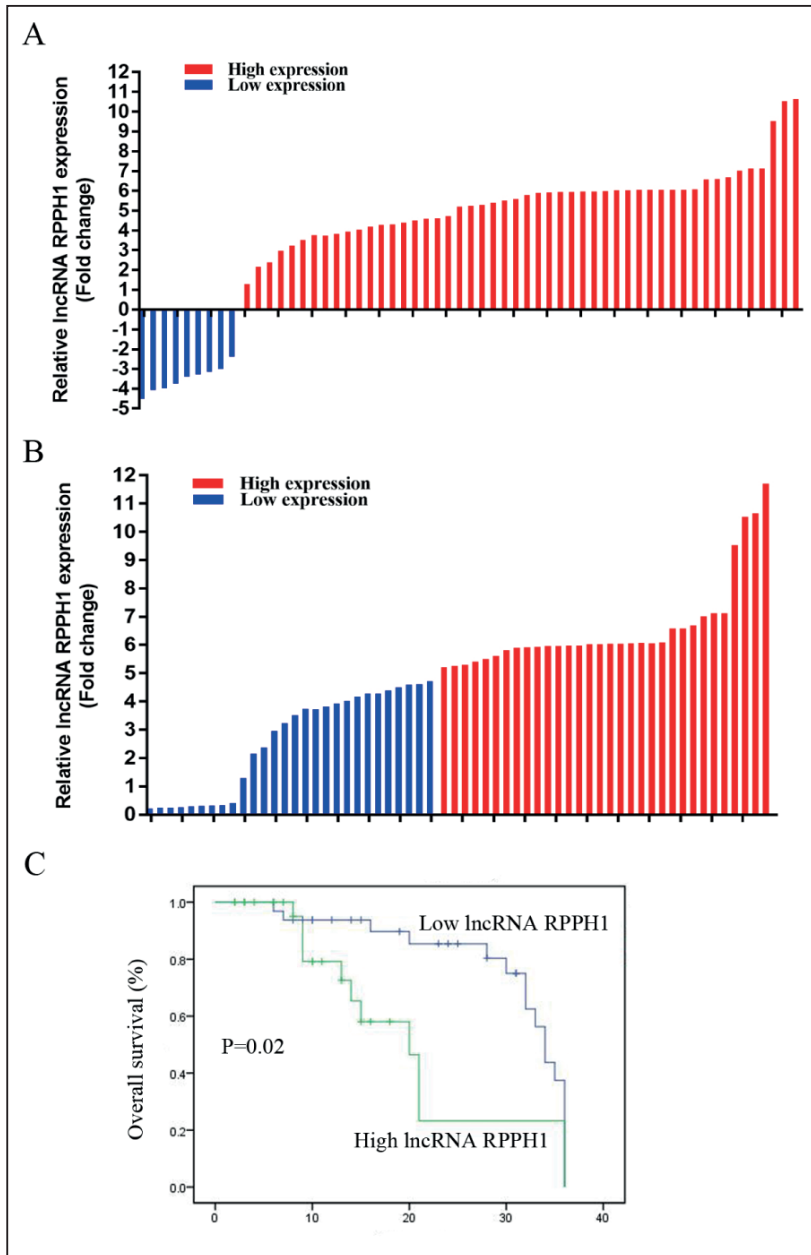 A
High expression
Low expression
Relative lncRNA RPPH1 expression
(Fold change)
12
11
10
9
8
7
6
5
4
3
2
1
0
-1
-2
-3
-4
-5
B
High expression
Low expression
Relative lncRNA RPPH1 expression
(Fold change)
12
11
10
9
8
7
6
5
4
3
2
1
0
C
Overall survival (%)
1.0
0.8
0.6
0.4
0.2
0.0
Low lncRNA RPPH1
P=0.02
High lncRNA RPPH1
0 10 20 30 40